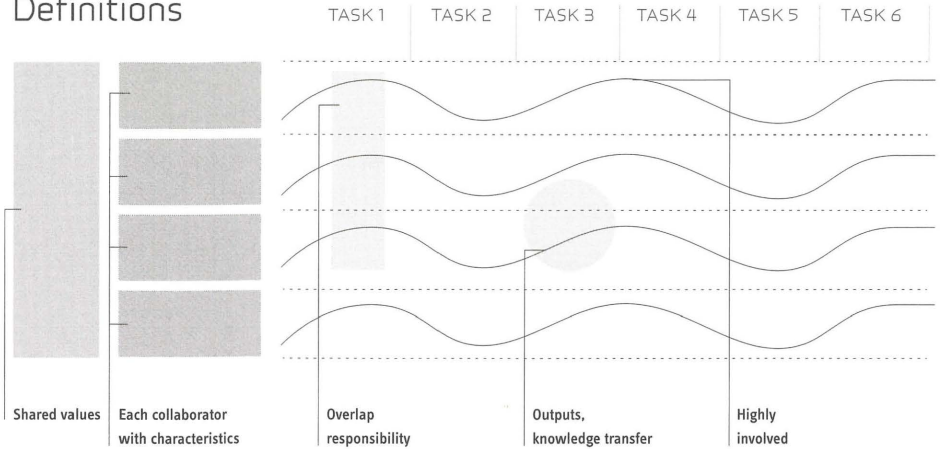 Definitions
TASK 1 TASK 2 TASK 3 TASK 4 TASK 5 TASK 6
Shared values
Each collaborator
with characteristics
Overlap
responsibility
Outputs,
knowledge transfer
Highly
involved